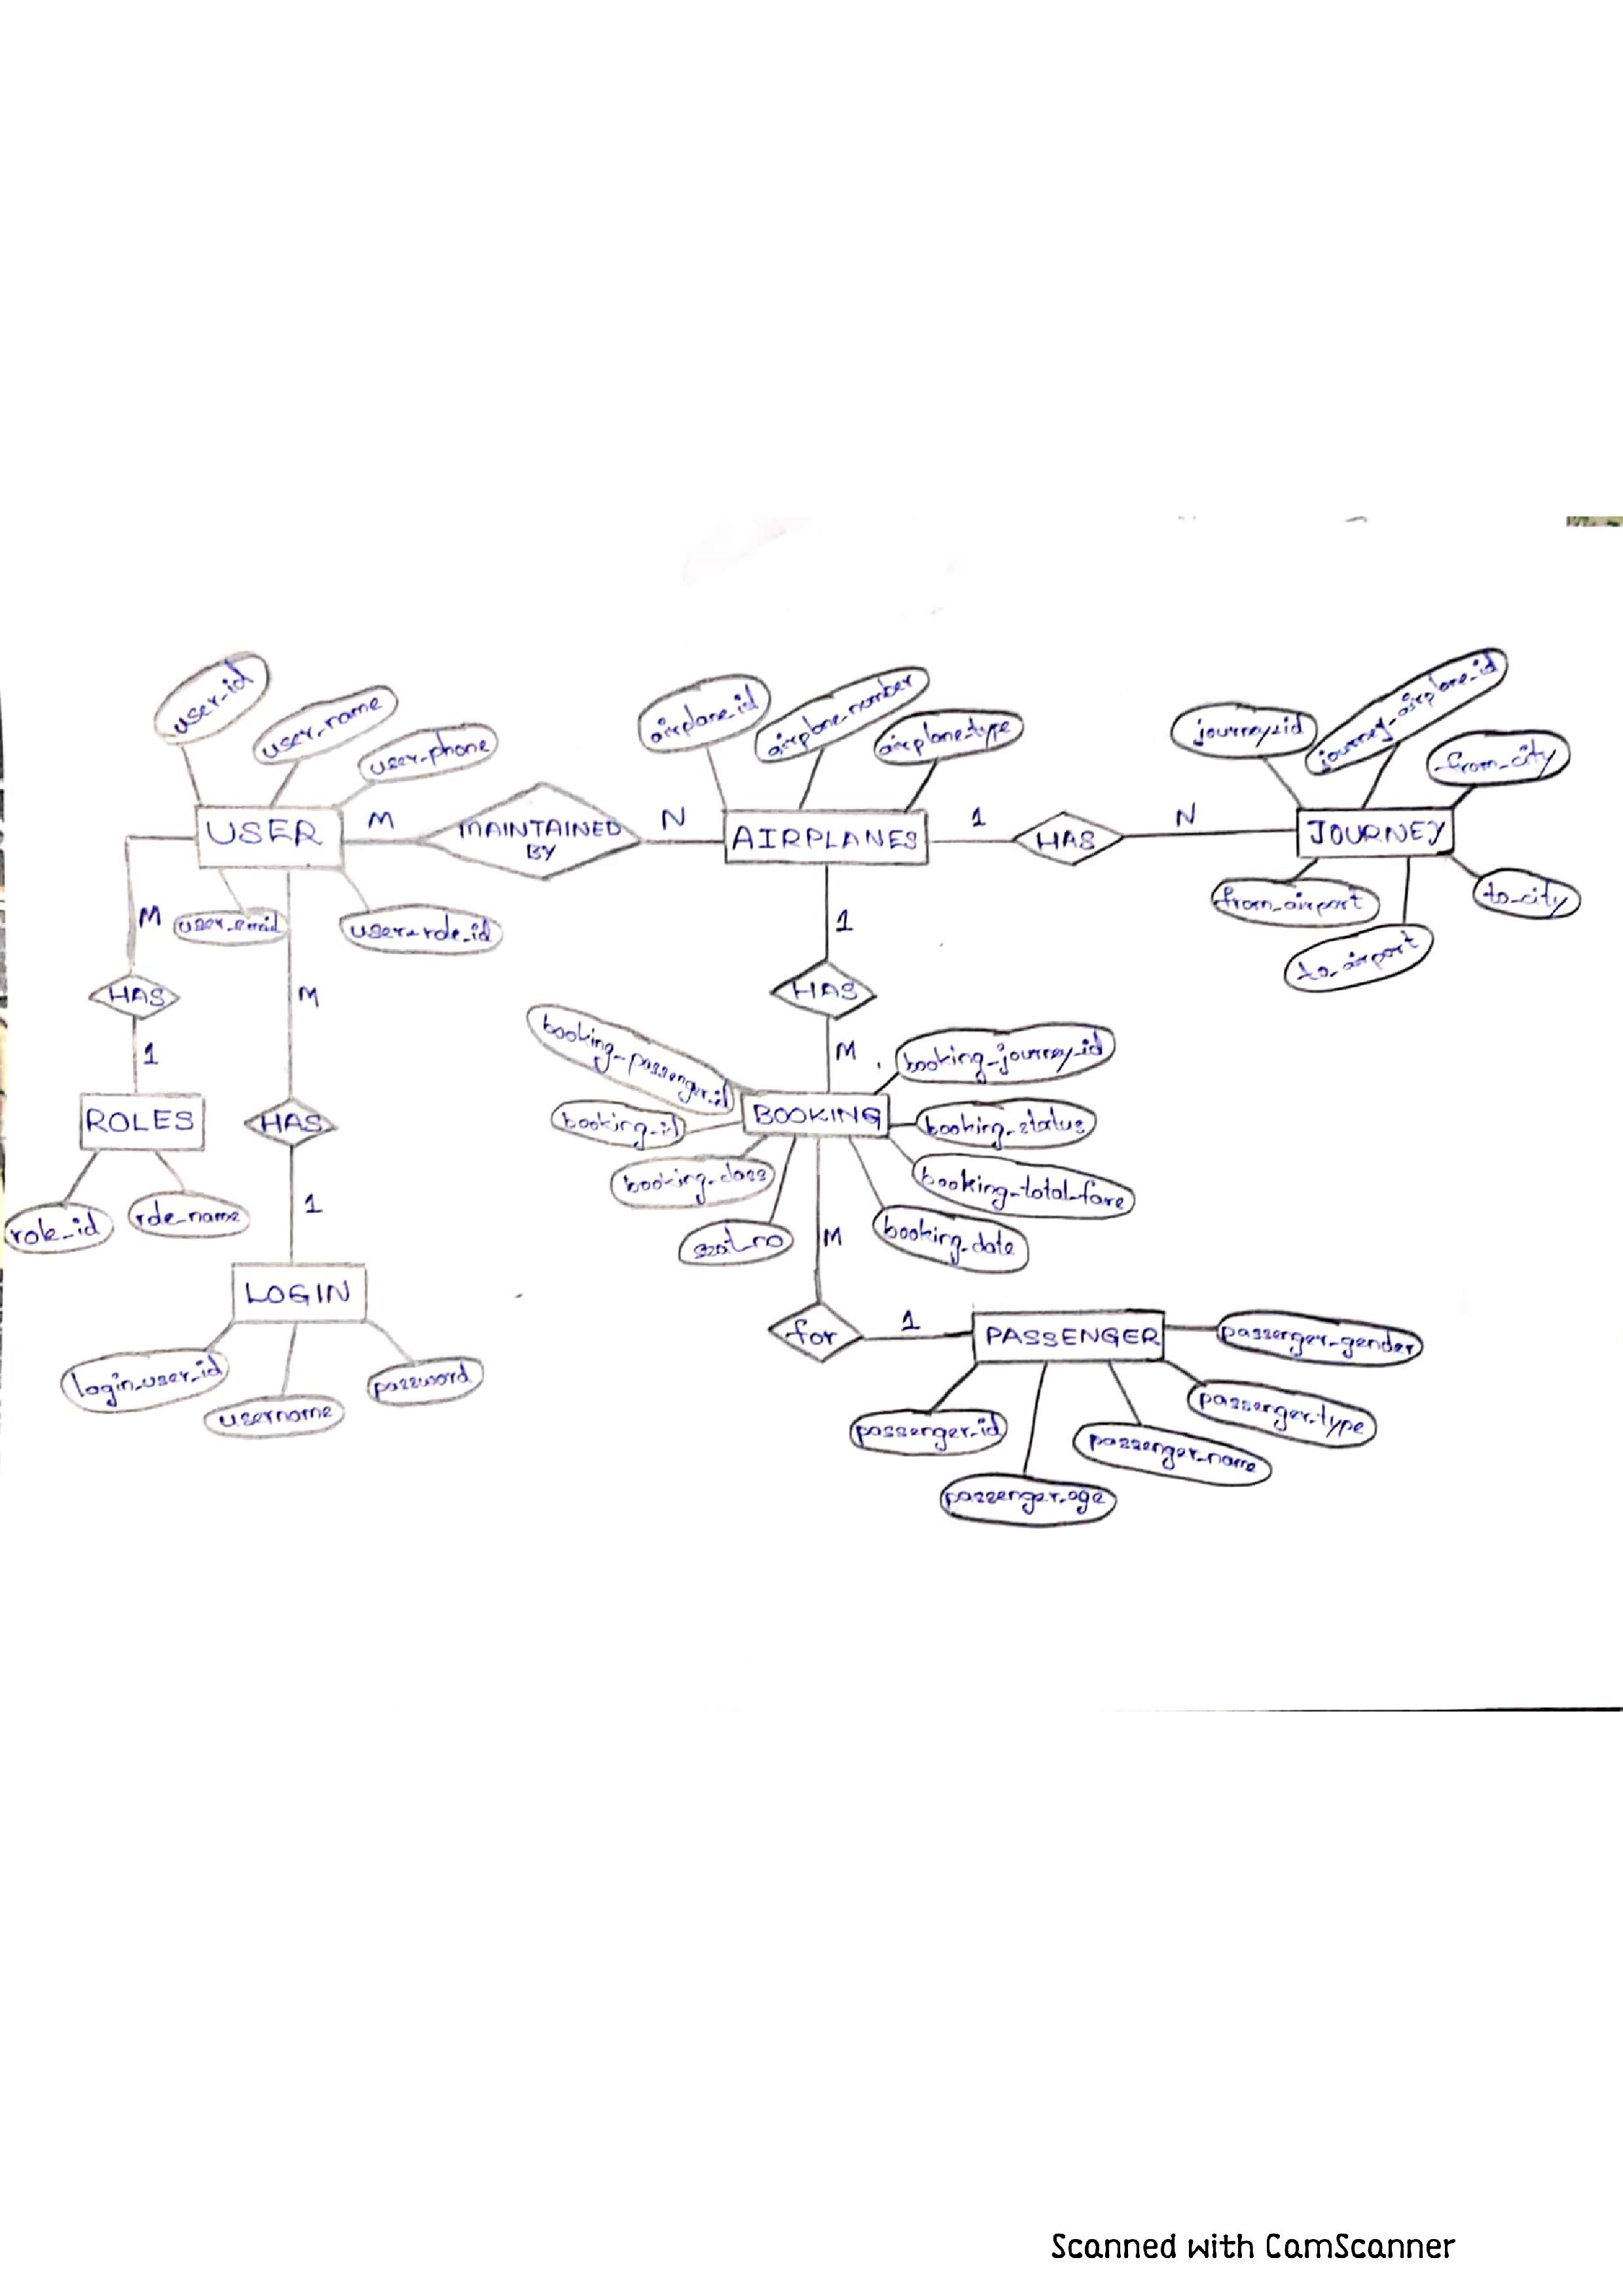 user_id
user_name
user_phone
airplane_id
airplane_number
airplane_type
journey_id
journey_airplane_id
from_city
USER
M
MAINTAINED
BY
N
AIRPLANES
1
HAS
N
JOURNEY
M
user_email
user_role_id
1
from_airport
to_airport
to_city
HAS
M
HAS
1
M
booking_passenger_id
booking_journey_id
ROLES
HAS
booking_id
BOOKING
booking_status
booking_class
booking_total_fare
role_id
role_name
1
seat_no
M
booking_date
LOGIN
for
1
PASSENGER
passenger_gender
login_user_id
username
password
passenger_id
passenger_age
passenger_name
passenger_type
Scanned with CamScanner